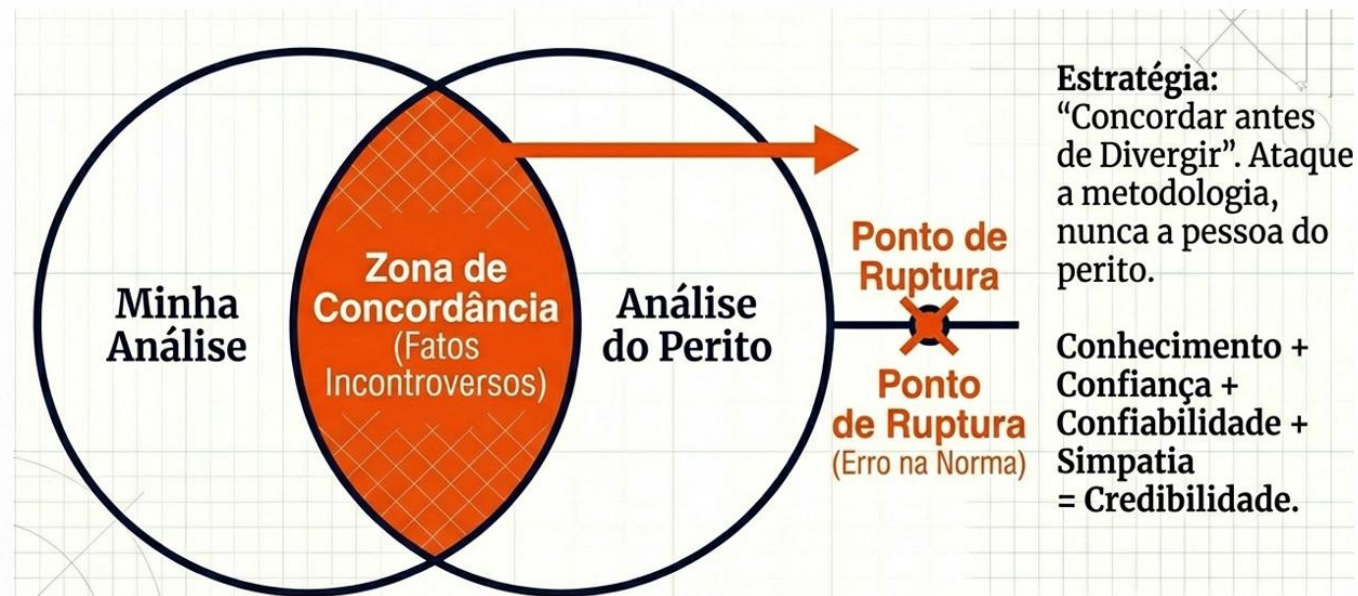 Minha
Análise
Zona de
Concordância
(Fatos
Incontroversos)
Análise
do Perito
Ponto de
Ruptura
Ponto
de Ruptura
(Erro na Norma)
Estratégia:
“Concordar antes
de Divergir”. Ataque
a metodologia,
nunca a pessoa do
perito.
Conhecimento +
Confiança +
Confiabilidade +
Simpatia
= Credibilidade.